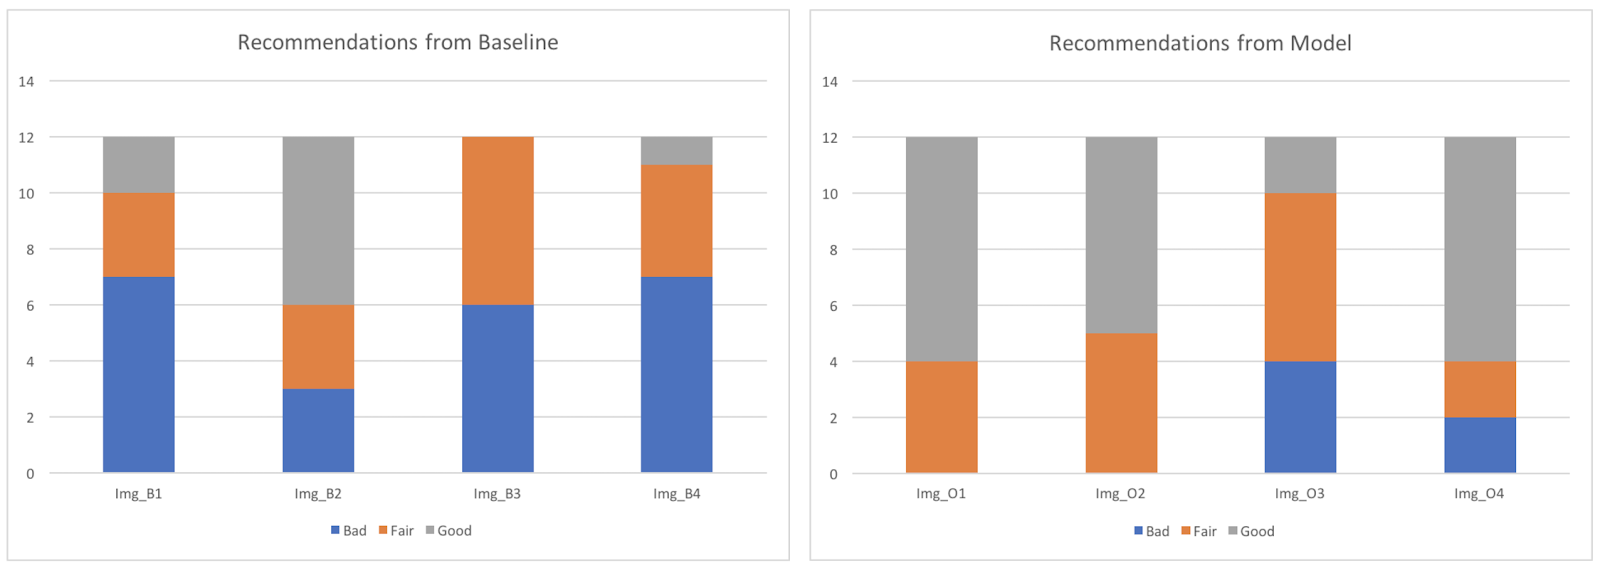 Recommendations from Baseline
14
12
10
8
6
4
2
0
Img_B1 Img_B2 Img_B3 Img_B4
Bad Fair Good
Recommendations from Model
14
12
10
8
6
4
2
0
Img_O1 Img_O2 Img_O3 Img_O4
Bad Fair Good